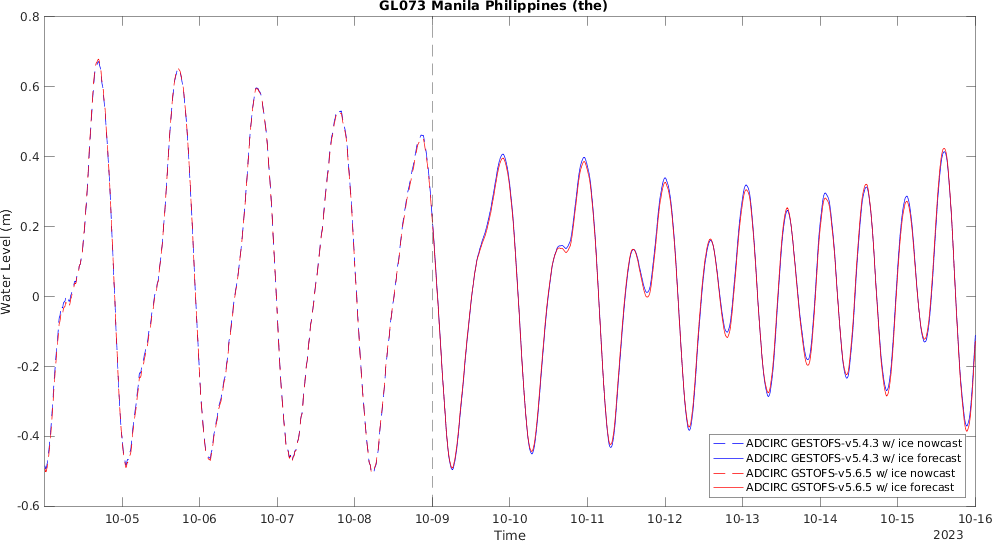 GL073 Manila Philippines (the)
Water Level (m)
0.8
0.6
0.4
0.2
0
-0.2
-0.4
-0.6
ADCIRC GESTOFS-v5.4.3 w/ ice nowcast
ADCIRC GESTOFS-v5.4.3 w/ ice forecast
ADCIRC GSTOFS-v5.6.5 w/ ice nowcast
ADCIRC GSTOFS-v5.6.5 w/ ice forecast
10-05 10-06 10-07 10-08 10-09 10-10 10-11 10-12 10-13 10-14 10-15 10-16
Time
2023